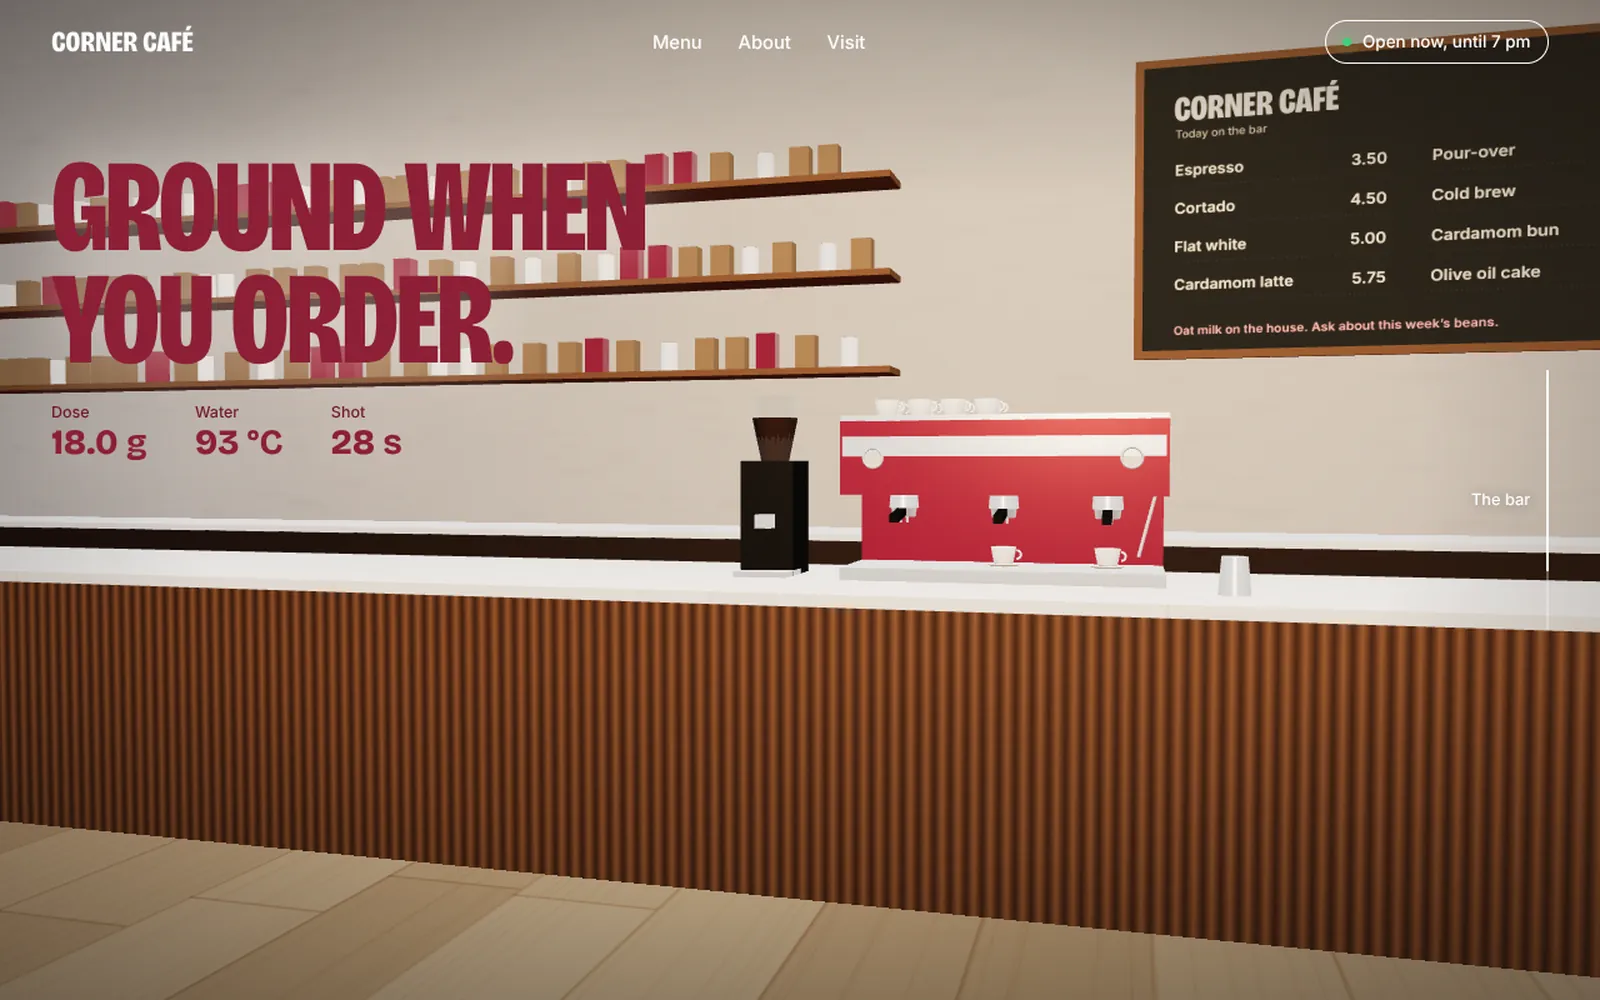 CORNER CAFÉ
Menu About Visit
Open now, until 7 pm
GROUND WHEN
YOU ORDER.
Dose Water Shot
18.0 g 93 °C 28 s
CORNER CAFÉ
Today on the bar
Espresso 3.50 Pour-over
Cortado 4.50 Cold brew
Flat white 5.00 Cardamom bun
Cardamom latte 5.75 Olive oil cake
Oat milk on the house. Ask about this week's beans.
The bar